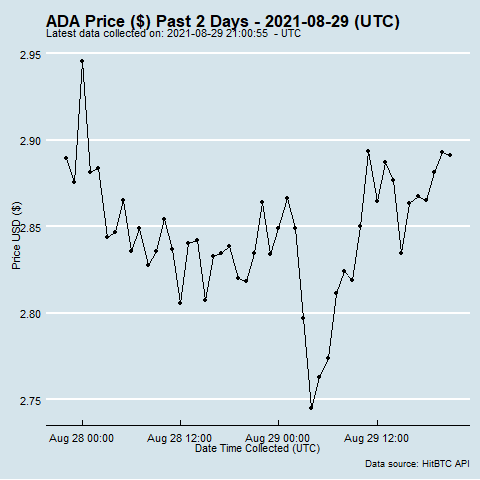 ADA Price ($) Past 2 Days - 2021-08-29 (UTC)
Latest data collected on: 2021-08-29 21:00:55 - UTC
2.95
2.90
2.85
2.80
2.75
Price USD ($)
Aug 28 00:00 Aug 28 12:00 Aug 29 00:00 Aug 29 12:00
Date Time Collected (UTC)
Data source: HitBTC API